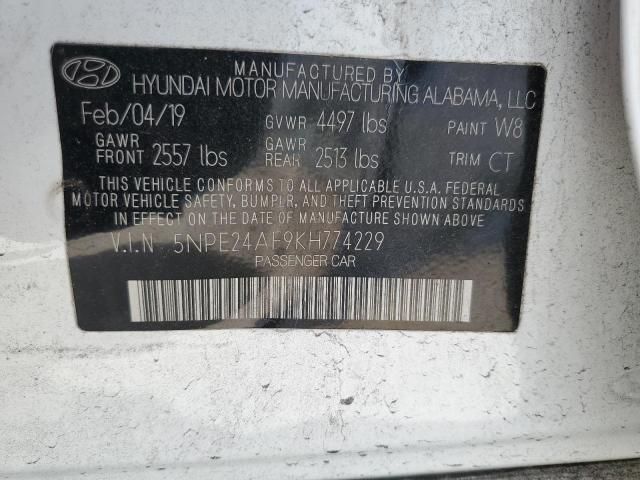 MANUFACTURED BY
HYUNDAI MOTOR MANUFACTURING ALABAMA, LLC
Feb/04/19 GVWR 4497 lbs PAINT W8
GAWR FRONT 2557 lbs GAWR REAR 2513 lbs TRIM CT
THIS VEHICLE CONFORMS TO ALL APPLICABLE U.S.A. FEDERAL
MOTOR VEHICLE SAFETY, BUMPER, AND THEFT PREVENTION STANDARDS
IN EFFECT ON THE DATE OF MANUFACTURE SHOWN ABOVE.
V.I.N 5NPE24AF9KH774229
PASSENGER CAR